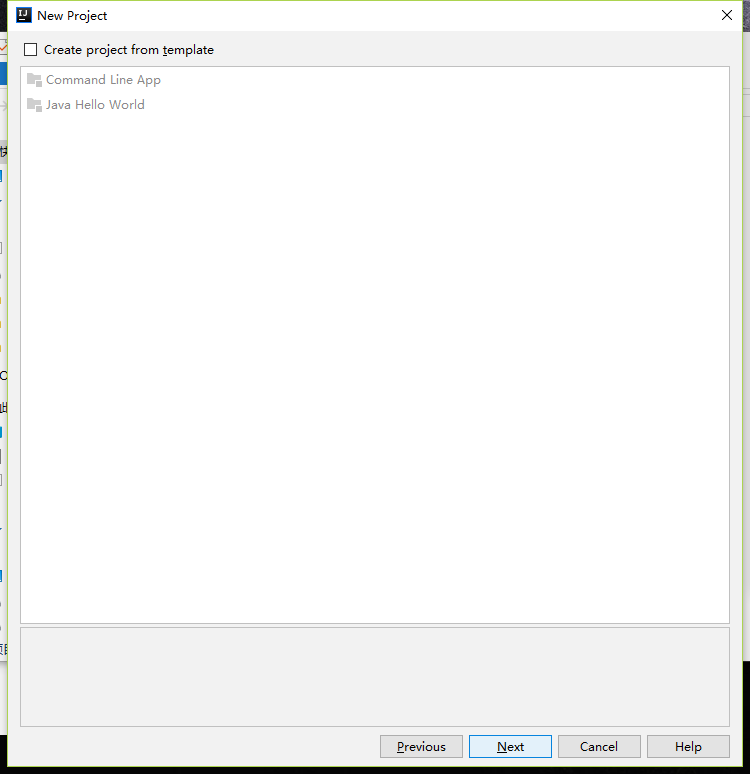 New Project
Create project from template
Command Line App
Java Hello World
Previous
Next
Cancel
Help